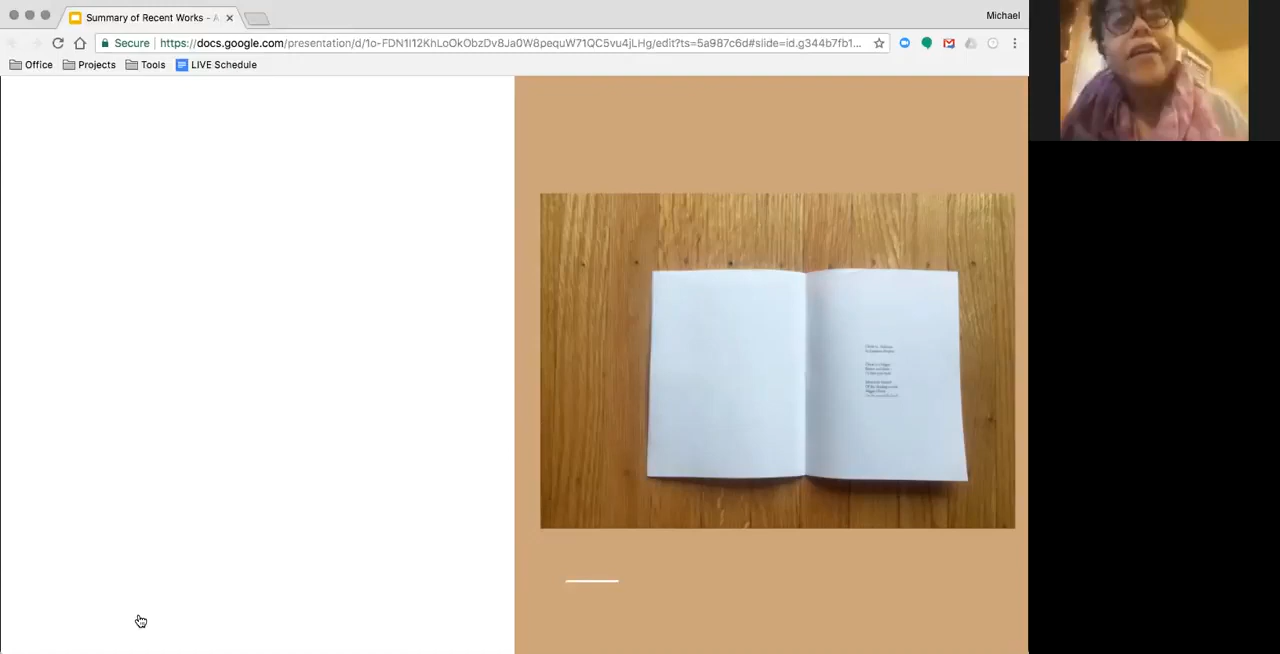 Summary of Recent Works - A
Michael
Secure https://docs.google.com/presentation/d/1o-FDN1I12KhLoOkObzDv8Ja0W8pequW71QC5vu4jLHg/edit?ts=5a987c6d#slide=id.g344b7fb1...
Office Projects Tools LIVE Schedule